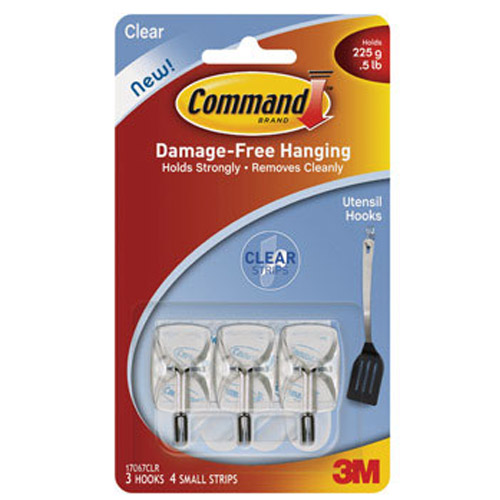 Clear
new!
Holds
225 g
.5 lb
Command
BRAND
Damage-Free Hanging
Holds Strongly • Removes Cleanly
Utensil
Hooks
CLEAR
STRIPS
17067CLR
3 HOOKS 4 SMALL STRIPS
3M